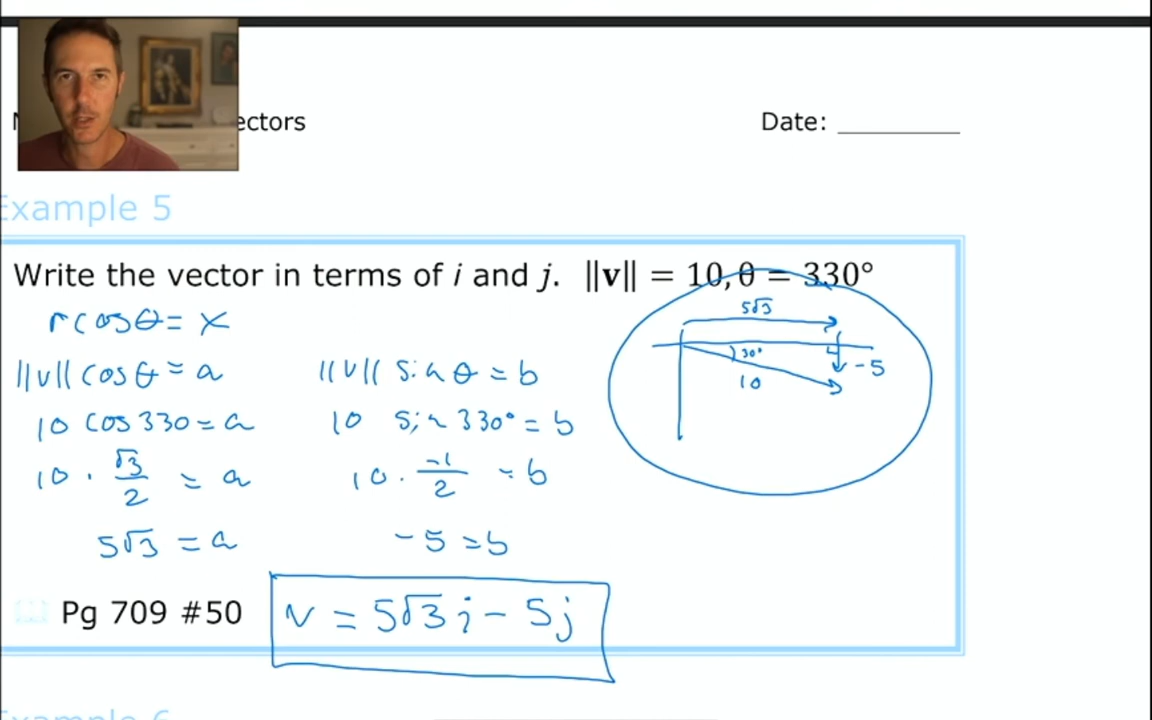 ectors
Date: ________
Example 5
Write the vector in terms of i and j. ||v|| = 10, θ = 330°
r cos θ = x
||v|| cos θ = a
||v|| sin θ = b
10 cos 330 = a
10 sin 330° = b
10 · √3/2 = a
10 · -1/2 = b
5√3 = a
-5 = b
5√3
30°
10
-5
Pg 709 #50
v = 5√3 i - 5j